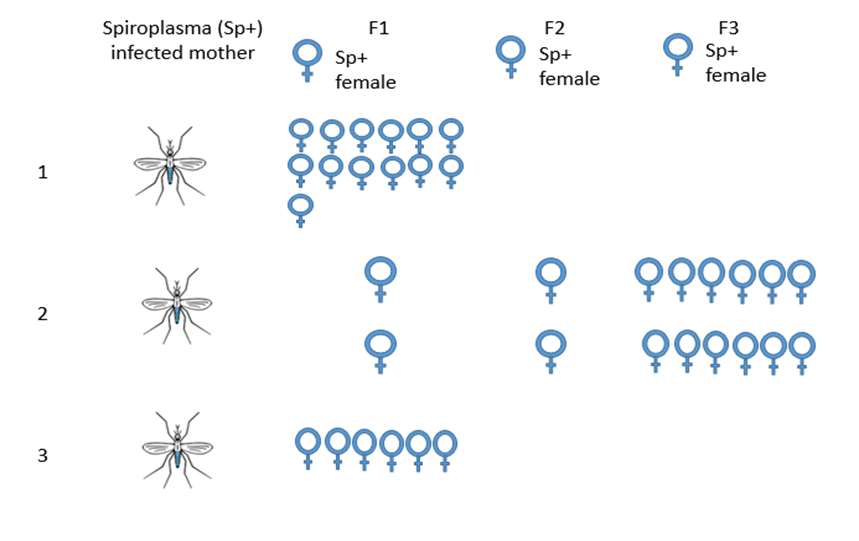 Spiroplasma (Sp+)
infected mother
F1
Sp+
female
F2
Sp+
female
F3
Sp+
female
1
2
3